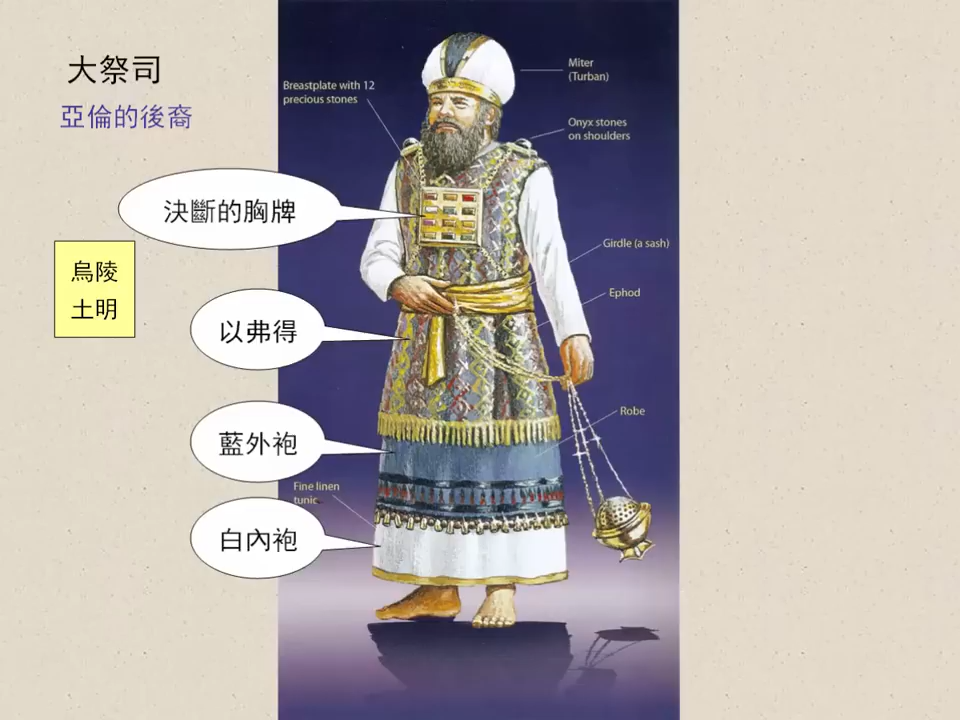 大祭司
亞倫的後裔
Breastplate with 12
precious stones
Miter
(Turban)
Onyx stones
on shoulders
決斷的胸牌
Girdle (a sash)
烏陵
土明
Ephod
以弗得
Robe
藍外袍
Fine linen
tunic
白內袍